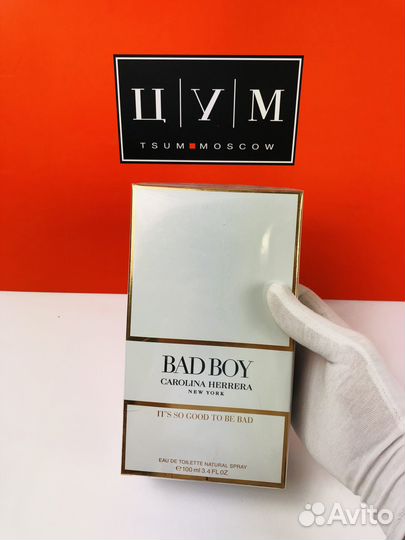 Ц|У|М
TSUM MOSCOW
BAD BOY
CAROLINA HERRERA
NEW YORK
IT'S SO GOOD TO BE BAD
EAU DE TOILETTE NATURAL SPRAY
℮100 ml 3.4 FL.OZ.
Avito